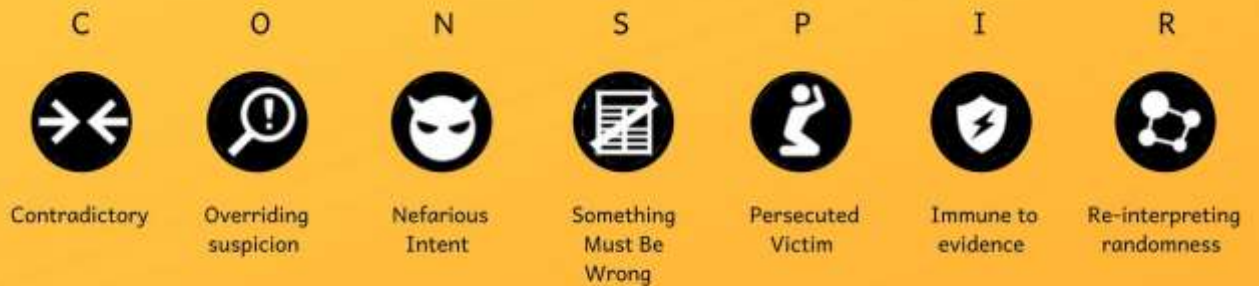 C O N S P I R
Contradictory
Overriding
suspicion
Nefarious
Intent
Something
Must Be
Wrong
Persecuted
Victim
Immune to
evidence
Re-interpreting
randomness